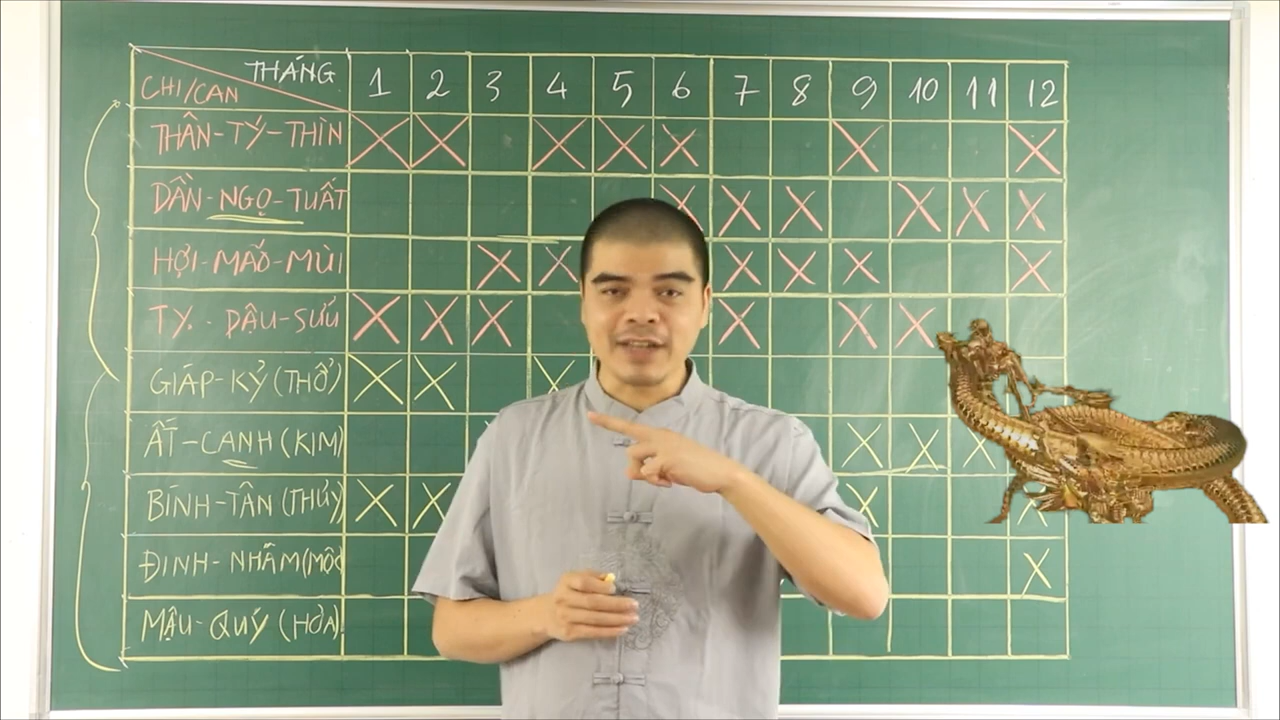 THÁNG 1 2 3 4 5 6 7 8 9 10 11 12
CHI/CAN
THÂN-TÝ-THÌN X X X X X X X
DẦN-NGỌ-TUẤT X X X X X X
HỢI-MÃO-MÙI X X X X X X
TỴ.-DẬU-SỬU X X X X X X
GIÁP-KỶ (THỔ) X X X
ẤT-CANH (KIM) X X X
BÍNH-TÂN (THỦY) X X X X
ĐINH-NHÂM (MỘC X
MẬU-QUÝ (HỎA)